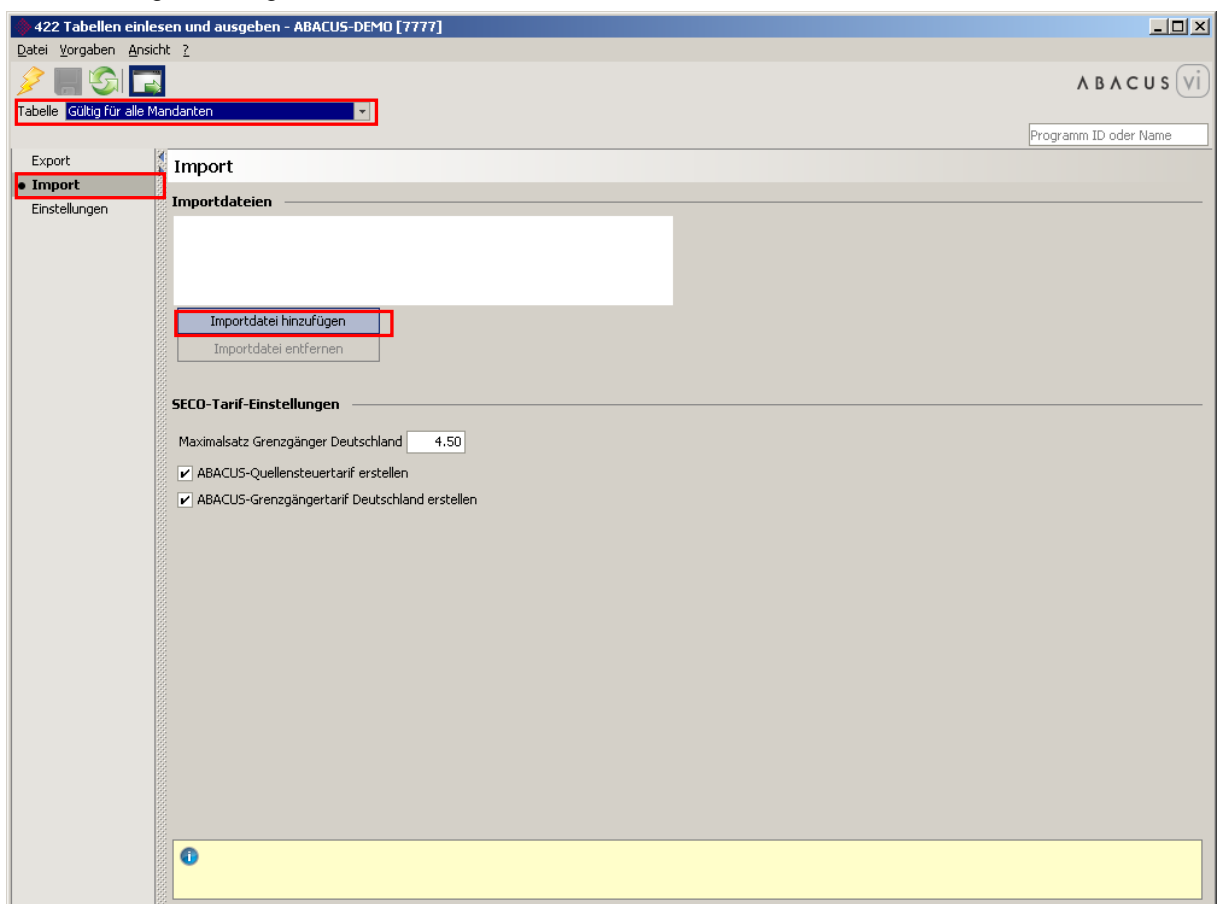 422 Tabellen einlesen und ausgeben - ABACUS-DEMO [7777]
Datei Vorgaben Ansicht ?
ABACUS vi
Tabelle Gültig für alle Mandanten
Programm ID oder Name
Export
Import
Einstellungen
Import
Importdateien
Importdatei hinzufügen
Importdatei entfernen
SECO-Tarif-Einstellungen
Maximalsatz Grenzgänger Deutschland 4.50
ABACUS-Quellensteuertarif erstellen
ABACUS-Grenzgängertarif Deutschland erstellen